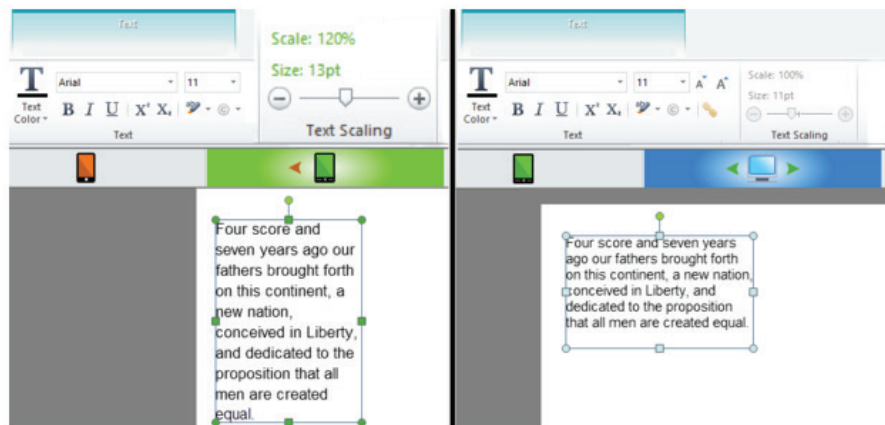 Text
Scale: 120%
Size: 13pt
Arial
11
T
Text
Color
B I U X² X₂ ©
Text
Text Scaling
Four score and
seven years ago our
fathers brought forth
on this continent, a
new nation,
conceived in Liberty,
and dedicated to the
proposition that all
men are created
equal.
Text
Arial
11
A A
T
Text
Color
B I U X² X₂ ©
Text
Scale: 100%
Size: 11pt
Text Scaling
Four score and seven years
ago our fathers brought forth
on this continent, a new nation,
conceived in Liberty, and
dedicated to the proposition
that all men are created equal.